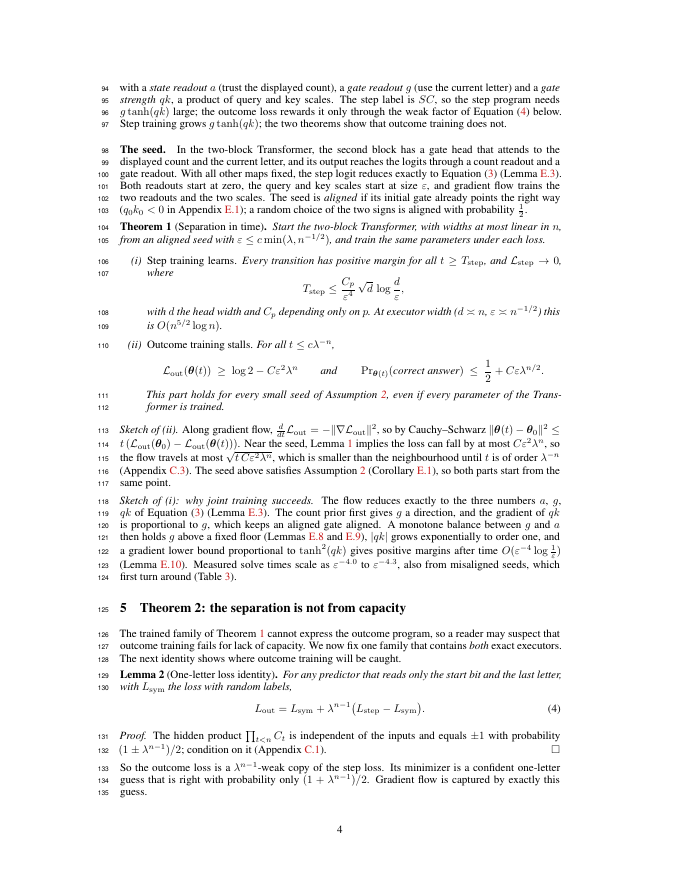 94 with a state readout a (trust the displayed count), a gate readout g (use the current letter) and a gate
95 strength qk, a product of query and key scales. The step label is SC, so the step program needs
96 g tanh(qk) large; the outcome loss rewards it only through the weak factor of Equation (4) below.
97 Step training grows g tanh(qk); the two theorems show that outcome training does not.
98 The seed. In the two-block Transformer, the second block has a gate head that attends to the
99 displayed count and the current letter, and its output reaches the logits through a count readout and a
100 gate readout. With all other maps fixed, the step logit reduces exactly to Equation (3) (Lemma E.3).
101 Both readouts start at zero, the query and key scales start at size ε, and gradient flow trains the
102 two readouts and the two scales. The seed is aligned if its initial gate already points the right way
103 (q₀k₀ < 0 in Appendix E.1); a random choice of the two signs is aligned with probability 1/2.
104 Theorem 1 (Separation in time). Start the two-block Transformer, with widths at most linear in n,
105 from an aligned seed with ε ≤ c min(λ, n^{-1/2}), and train the same parameters under each loss.
106 (i) Step training learns. Every transition has positive margin for all t ≥ T_step, and ℒ_step → 0,
107 where
T_step ≤ C_p/ε⁴ √d log d/ε,
108 with d the head width and C_p depending only on p. At executor width (d ≍ n, ε ≍ n^{-1/2}) this
109 is O(n^{5/2} log n).
110 (ii) Outcome training stalls. For all t ≤ cλ^{-n},
ℒ_out(θ(t)) ≥ log 2 − Cε²λⁿ and Pr_{θ(t)}(correct answer) ≤ 1/2 + Cελ^{n/2}.
111 This part holds for every small seed of Assumption 2, even if every parameter of the Trans-
112 former is trained.
113 Sketch of (ii). Along gradient flow, d/dt ℒ_out = −‖∇ℒ_out‖², so by Cauchy–Schwarz ‖θ(t) − θ₀‖² ≤
114 t (ℒ_out(θ₀) − ℒ_out(θ(t))). Near the seed, Lemma 1 implies the loss can fall by at most Cε²λⁿ, so
115 the flow travels at most √(t Cε²λⁿ), which is smaller than the neighbourhood until t is of order λ^{-n}
116 (Appendix C.3). The seed above satisfies Assumption 2 (Corollary E.1), so both parts start from the
117 same point.
118 Sketch of (i): why joint training succeeds. The flow reduces exactly to the three numbers a, g,
119 qk of Equation (3) (Lemma E.3). The count prior first gives g a direction, and the gradient of qk
120 is proportional to g, which keeps an aligned gate aligned. A monotone balance between g and a
121 then holds g above a fixed floor (Lemmas E.8 and E.9), |qk| grows exponentially to order one, and
122 a gradient lower bound proportional to tanh²(qk) gives positive margins after time O(ε^{-4} log 1/ε)
123 (Lemma E.10). Measured solve times scale as ε^{-4.0} to ε^{-4.3}, also from misaligned seeds, which
124 first turn around (Table 3).
125 5 Theorem 2: the separation is not from capacity
126 The trained family of Theorem 1 cannot express the outcome program, so a reader may suspect that
127 outcome training fails for lack of capacity. We now fix one family that contains both exact executors.
128 The next identity shows where outcome training will be caught.
129 Lemma 2 (One-letter loss identity). For any predictor that reads only the start bit and the last letter,
130 with L_sym the loss with random labels,
L_out = L_sym + λ^{n−1}(L_step − L_sym). (4)
131 Proof. The hidden product ∏_{t<n} C_t is independent of the inputs and equals ±1 with probability
132 (1 ± λ^{n−1})/2; condition on it (Appendix C.1). □
133 So the outcome loss is a λ^{n−1}-weak copy of the step loss. Its minimizer is a confident one-letter
134 guess that is right with probability only (1 + λ^{n−1})/2. Gradient flow is captured by exactly this
135 guess.
4